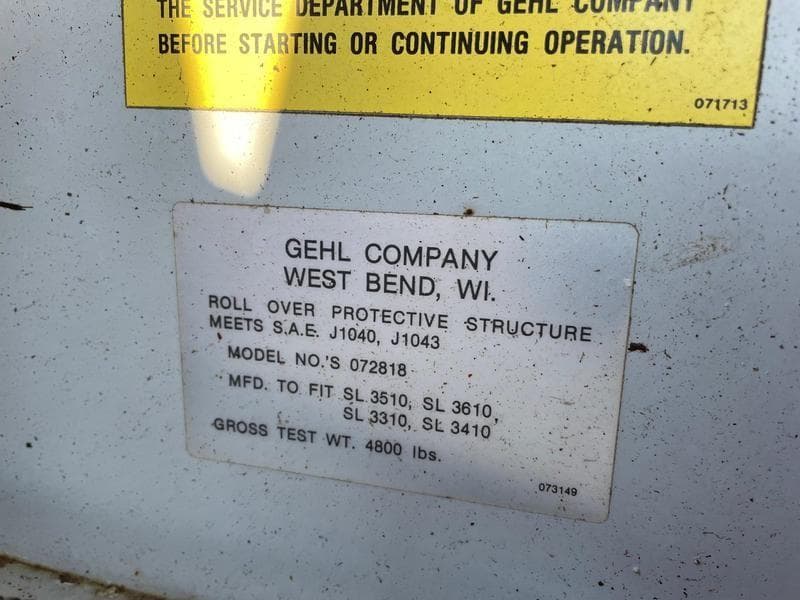 THE SERVICE DEPARTMENT OF GEHL COMPANY
BEFORE STARTING OR CONTINUING OPERATION.
071713
GEHL COMPANY
WEST BEND, WI.
ROLL OVER PROTECTIVE STRUCTURE
MEETS S.A.E. J1040, J1043
MODEL NO.'S 072818
MFD. TO FIT SL 3510, SL 3610,
SL 3310, SL 3410
GROSS TEST WT. 4800 lbs.
073149